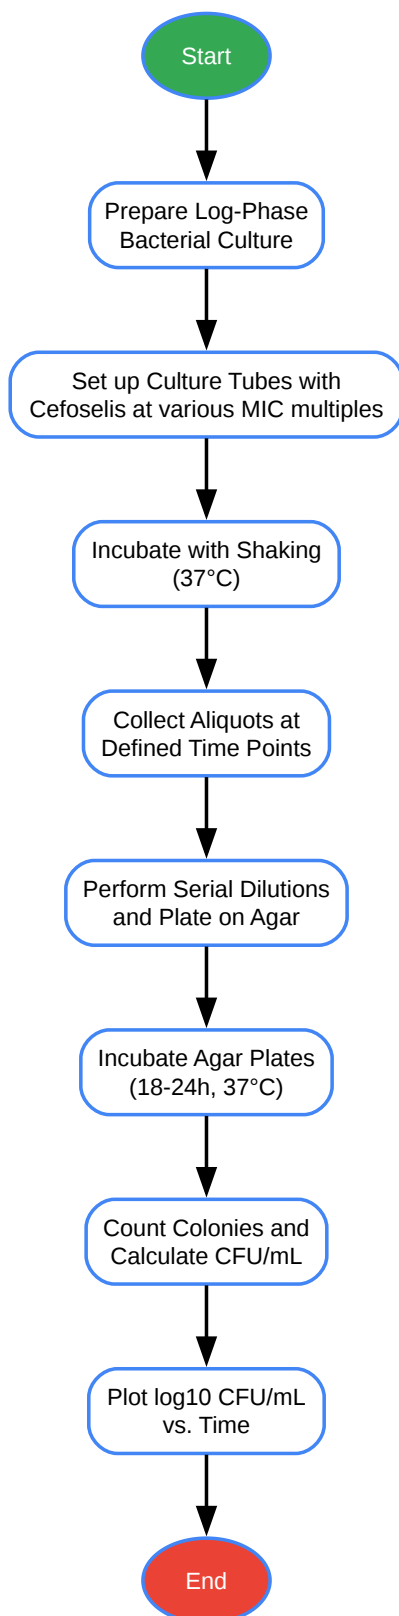 Start
Prepare Log-Phase
Bacterial Culture
Set up Culture Tubes with
Cefoselis at various MIC multiples
Incubate with Shaking
(37°C)
Collect Aliquots at
Defined Time Points
Perform Serial Dilutions
and Plate on Agar
Incubate Agar Plates
(18-24h, 37°C)
Count Colonies and
Calculate CFU/mL
Plot log10 CFU/mL
vs. Time
End